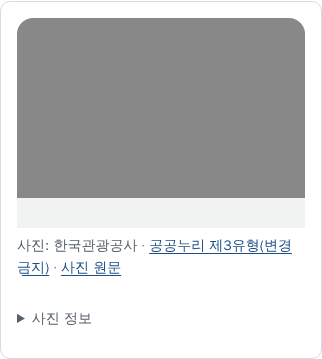 사진: 한국관광공사 · 공공누리 제3유형(변경
금지) · 사진 원문
▶ 사진 정보